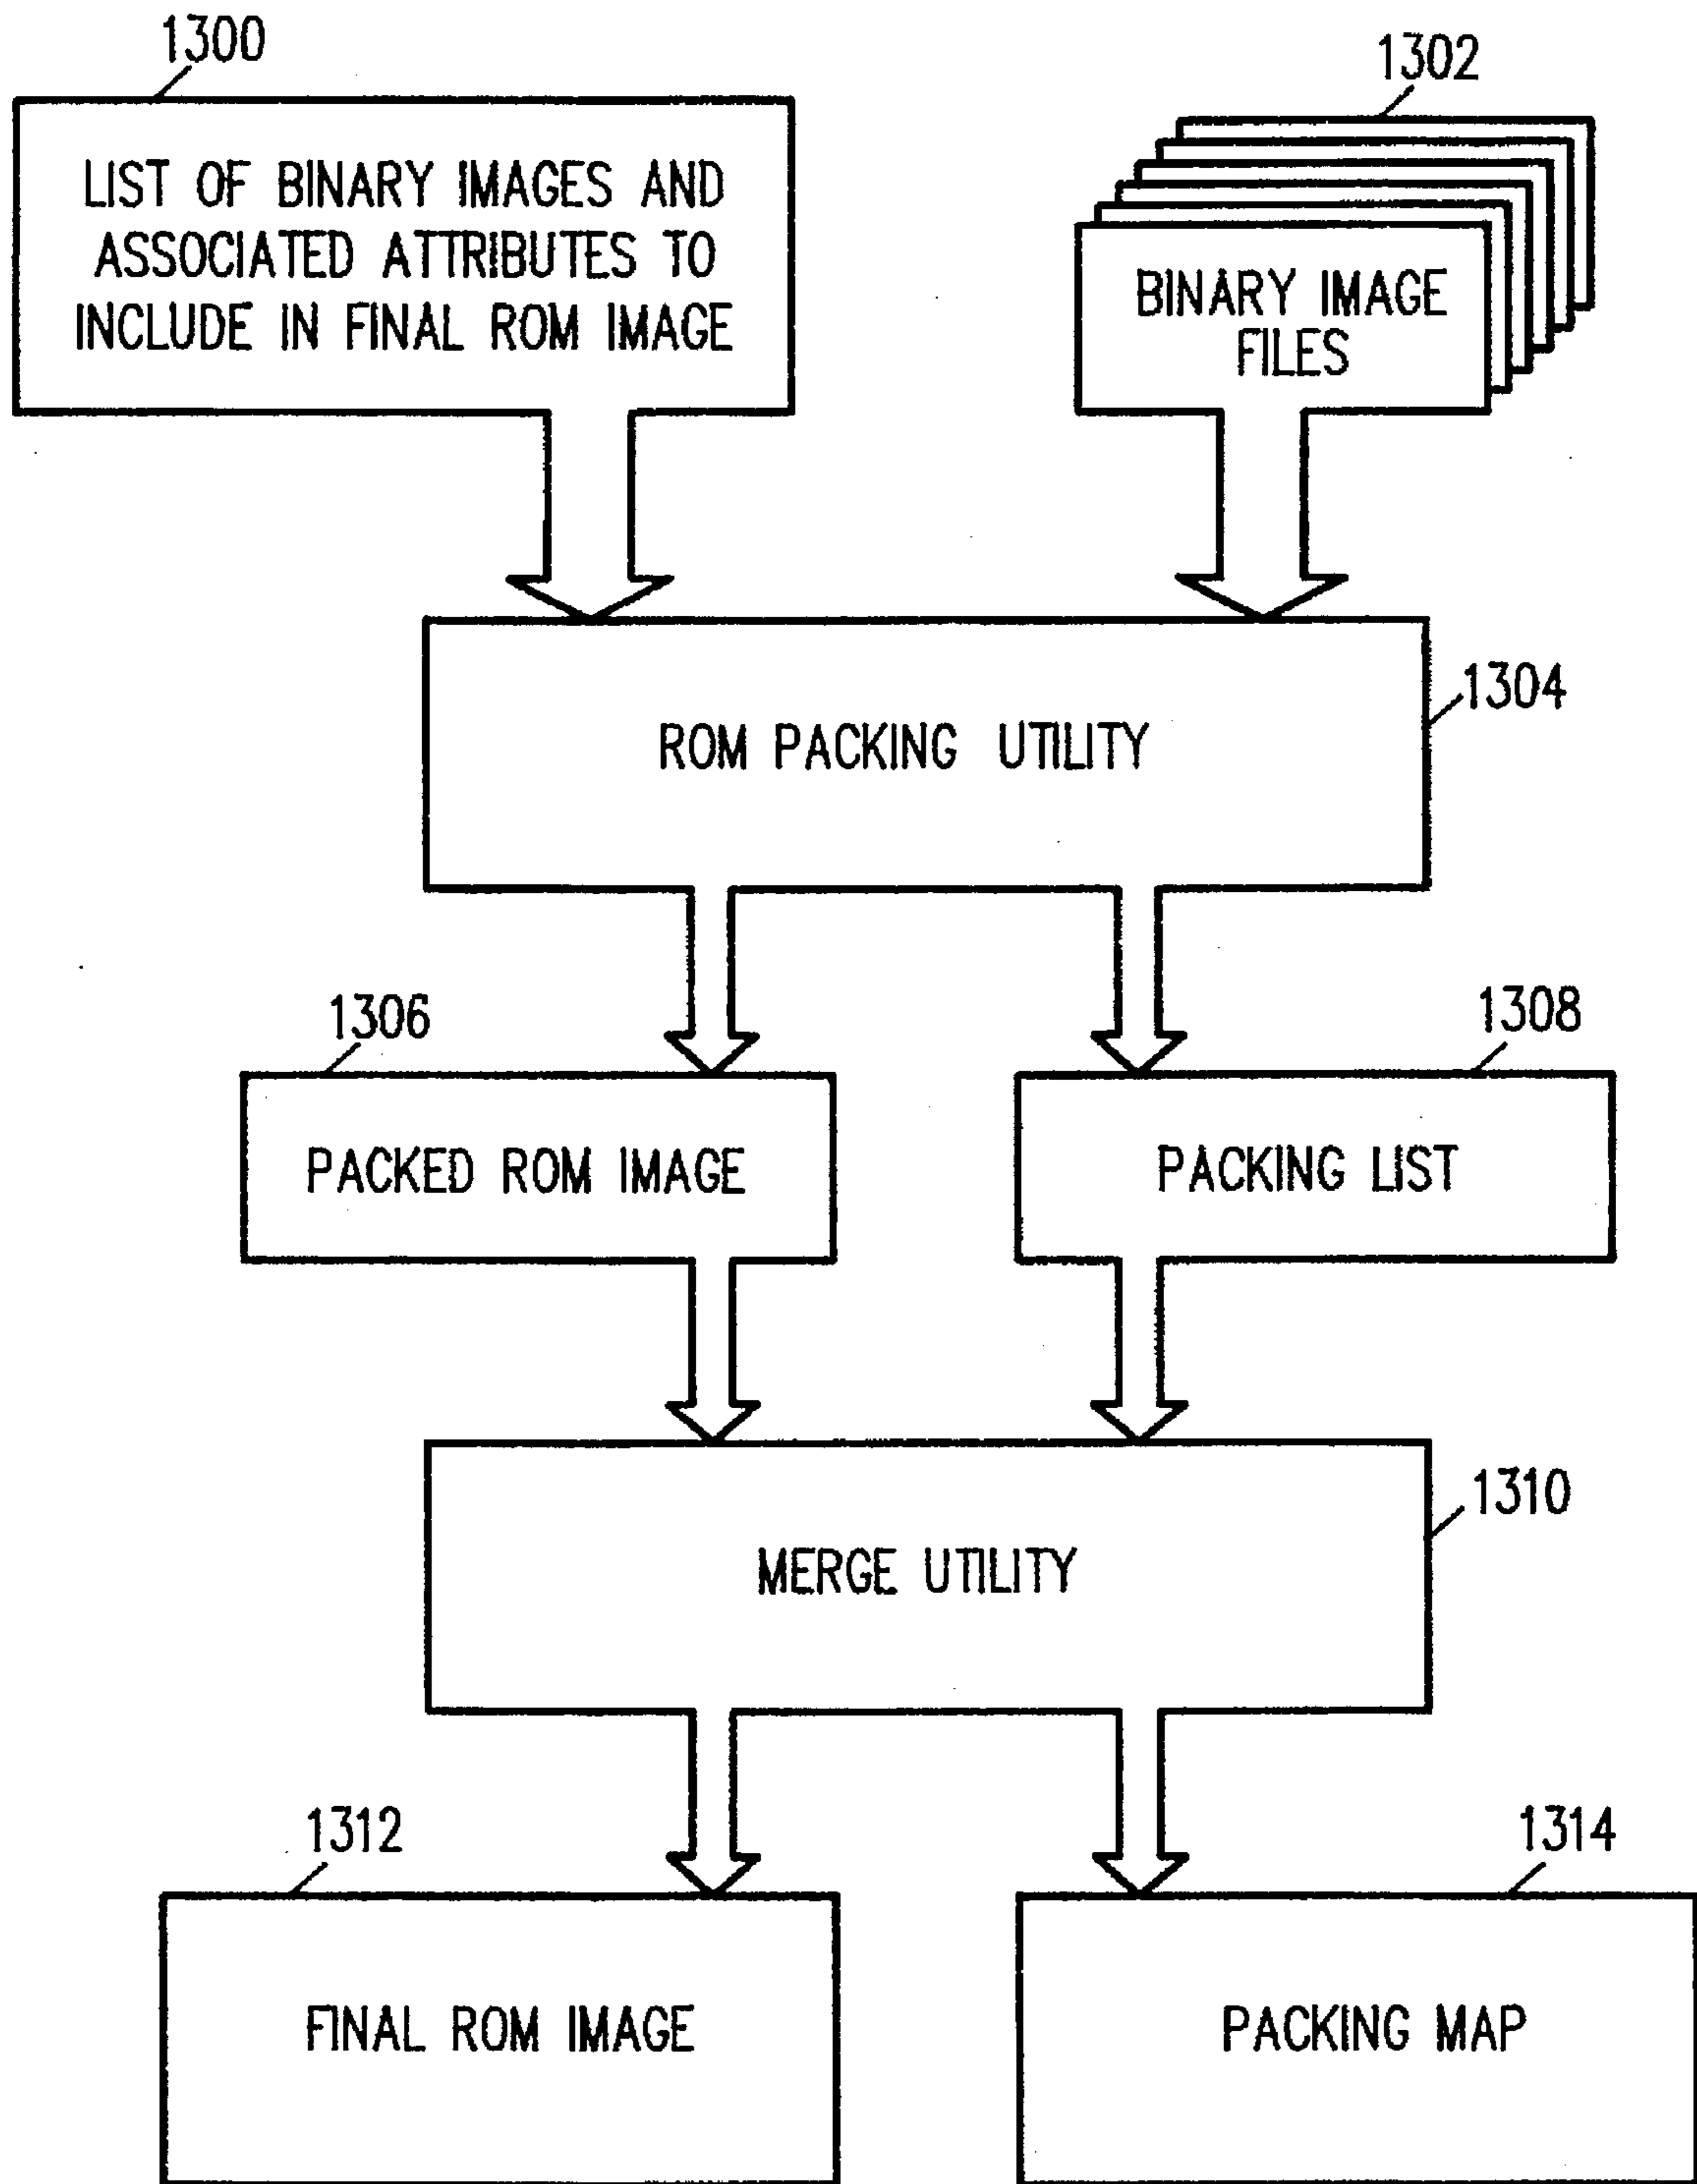 1300
1302
LIST OF BINARY IMAGES AND
ASSOCIATED ATTRIBUTES TO
INCLUDE IN FINAL ROM IMAGE
BINARY IMAGE
FILES
1304
ROM PACKING UTILITY
1306
1308
PACKED ROM IMAGE
PACKING LIST
1310
MERGE UTILITY
1312
1314
FINAL ROM IMAGE
PACKING MAP